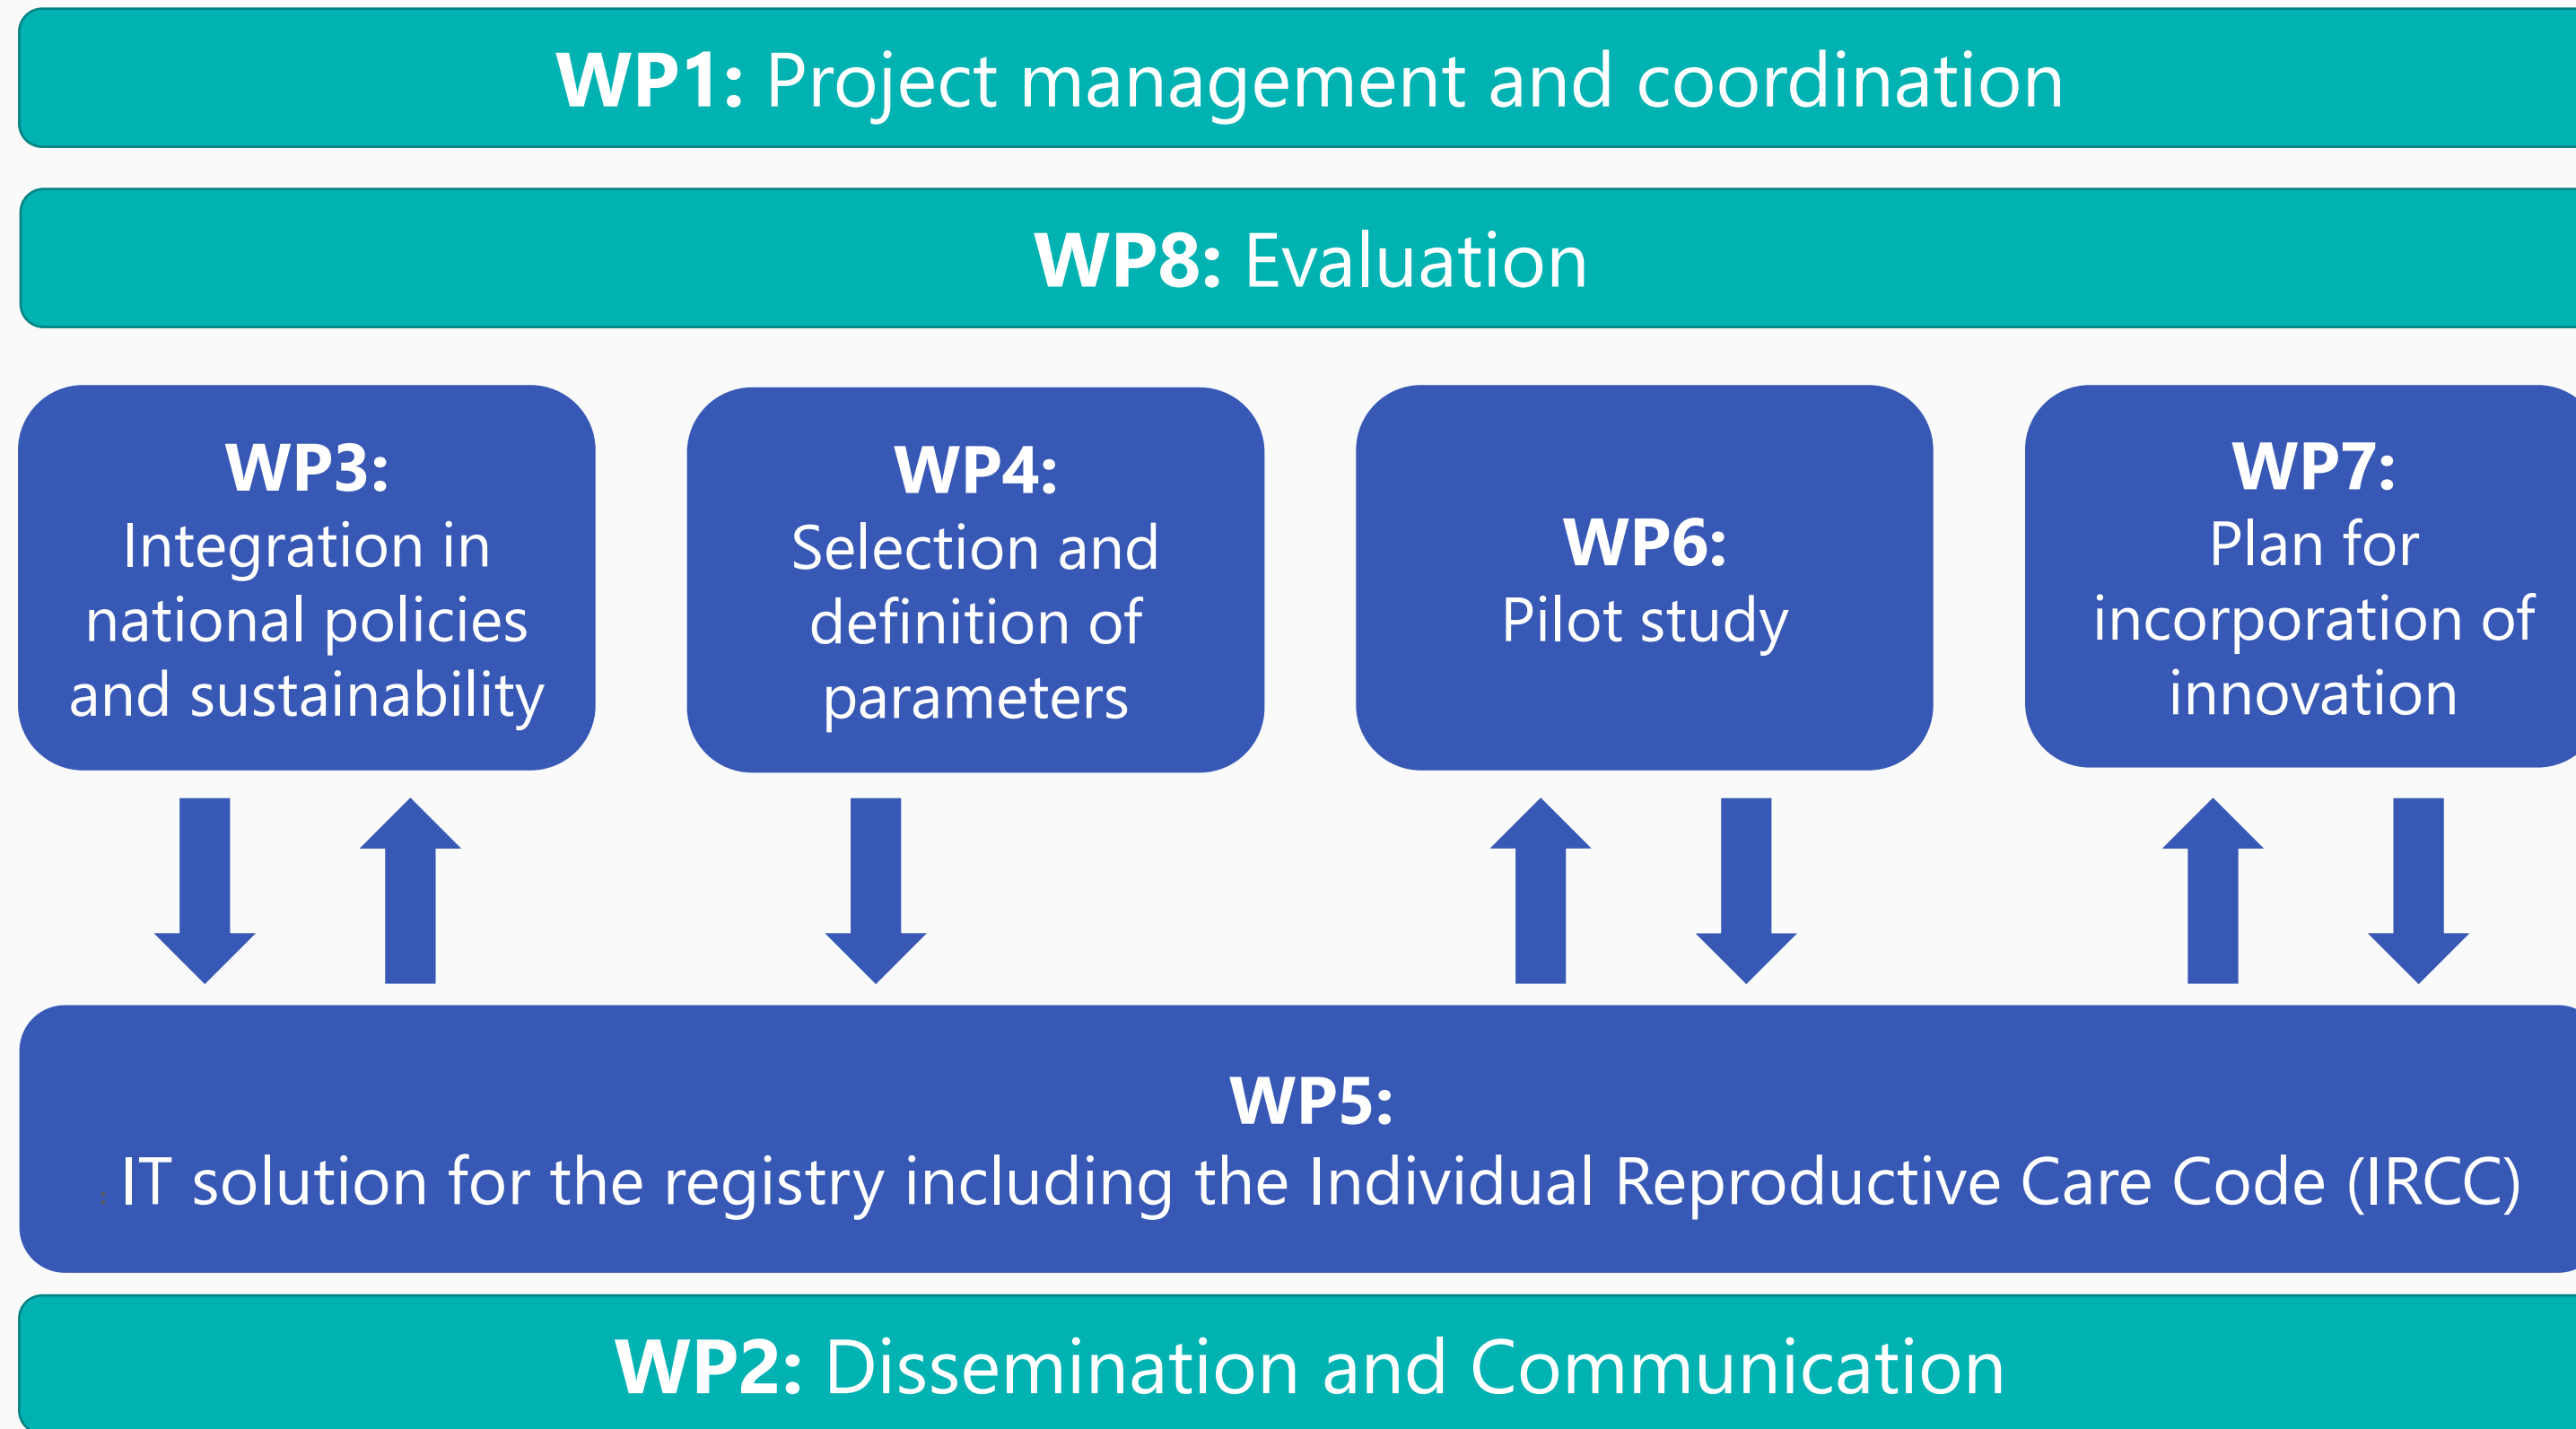 WP1: Project management and coordination
WP8: Evaluation
WP3:
Integration in
national policies
and sustainability
WP4:
Selection and
definition of
parameters
WP6:
Pilot study
WP7:
Plan for
incorporation of
innovation
WP5:
IT solution for the registry including the Individual Reproductive Care Code (IRCC)
WP2: Dissemination and Communication